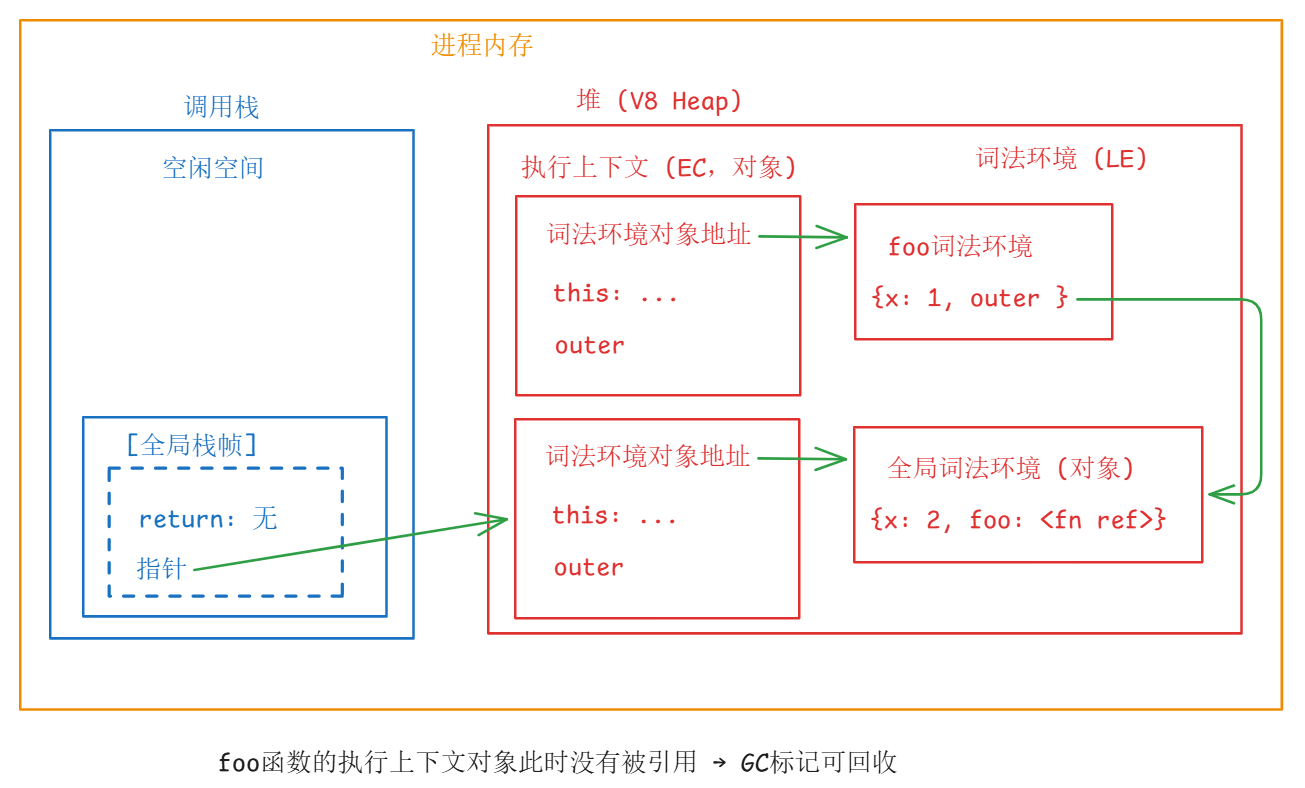 进程内存
调用栈
空闲空间
[全局栈帧]
return: 无
指针
堆 (V8 Heap)
执行上下文 (EC, 对象)
词法环境对象地址
this: ...
outer
词法环境对象地址
this: ...
outer
词法环境 (LE)
foo词法环境
{x: 1, outer }
全局词法环境 (对象)
{x: 2, foo: <fn ref>}
foo函数的执行上下文对象此时没有被引用 → GC标记可回收